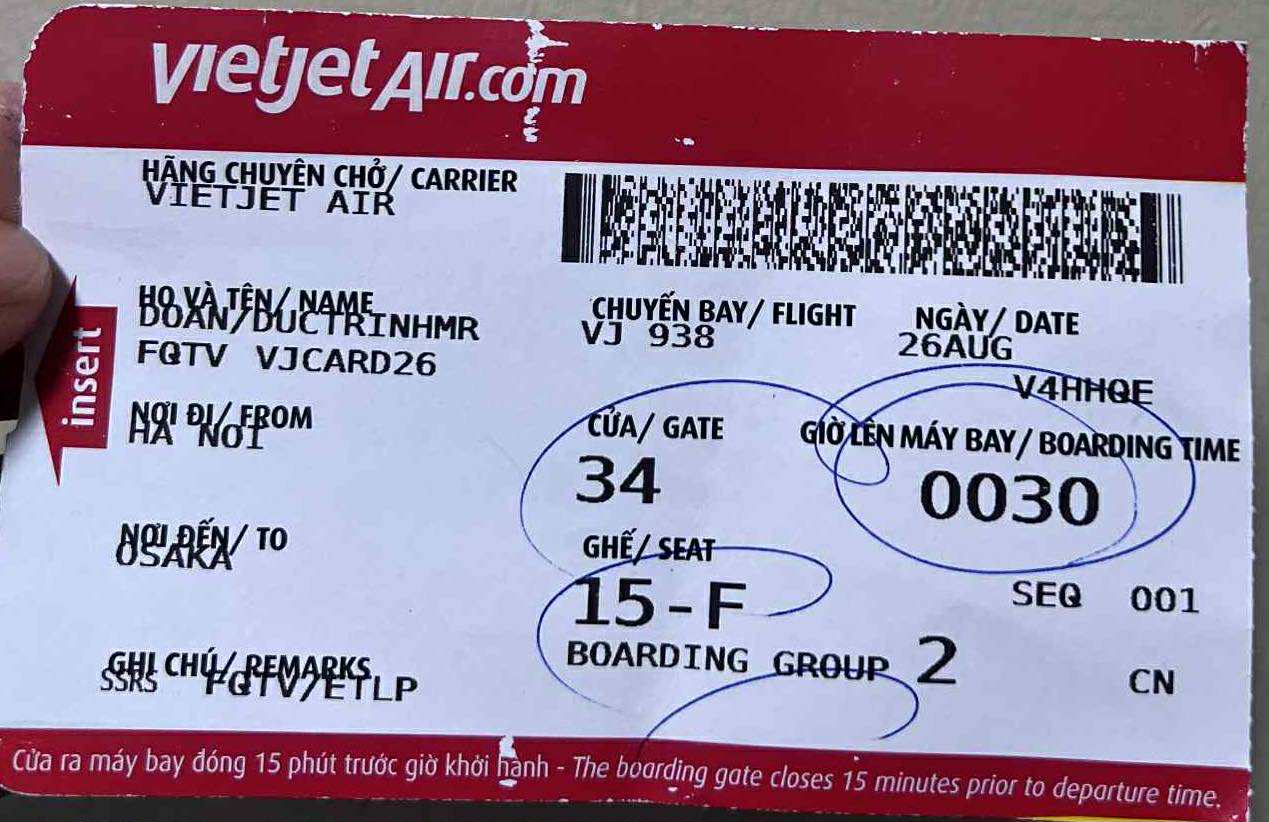 vietjetAir.com
HÃNG CHUYÊN CHỞ/ CARRIER
VIETJET AIR
HỌ VÀ TÊN/ NAME
DOAN/DUCTRINHMR
FQTV VJCARD26
CHUYẾN BAY/ FLIGHT
VJ 938
NGÀY/ DATE
26AUG
V4HHQE
insert
NƠI ĐI/ FROM
HA NOI
CỬA/ GATE
34
GIỜ LÊN MÁY BAY/ BOARDING TIME
0030
NƠI ĐẾN/ TO
OSAKA
GHẾ/ SEAT
15-F
SEQ 001
BOARDING GROUP 2
CN
GHI CHÚ/ REMARKS
SSRS FQTV/ETLP
Cửa ra máy bay đóng 15 phút trước giờ khởi hành - The boarding gate closes 15 minutes prior to departure time.